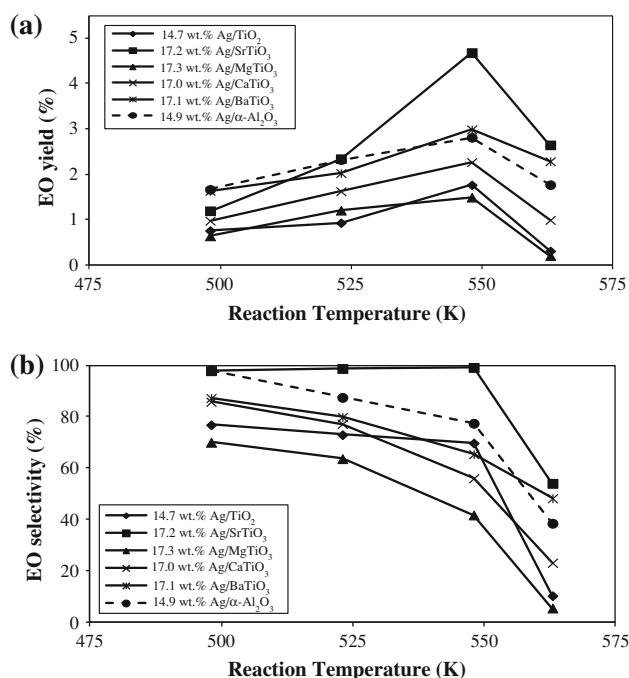 (a)
14.7 wt.% Ag/TiO2
17.2 wt.% Ag/SrTiO3
17.3 wt.% Ag/MgTiO3
17.0 wt.% Ag/CaTiO3
17.1 wt.% Ag/BaTiO3
14.9 wt.% Ag/α-Al2O3
EO yield (%)
5
4
3
2
1
0
475
500
525
550
575
Reaction Temperature (K)
(b)
EO selectivity (%)
100
80
60
40
20
0
14.7 wt.% Ag/TiO2
17.2 wt.% Ag/SrTiO3
17.3 wt.% Ag/MgTiO3
17.0 wt.% Ag/CaTiO3
17.1 wt.% Ag/BaTiO3
14.9 wt.% Ag/α-Al2O3
475
500
525
550
575
Reaction Temperature (K)